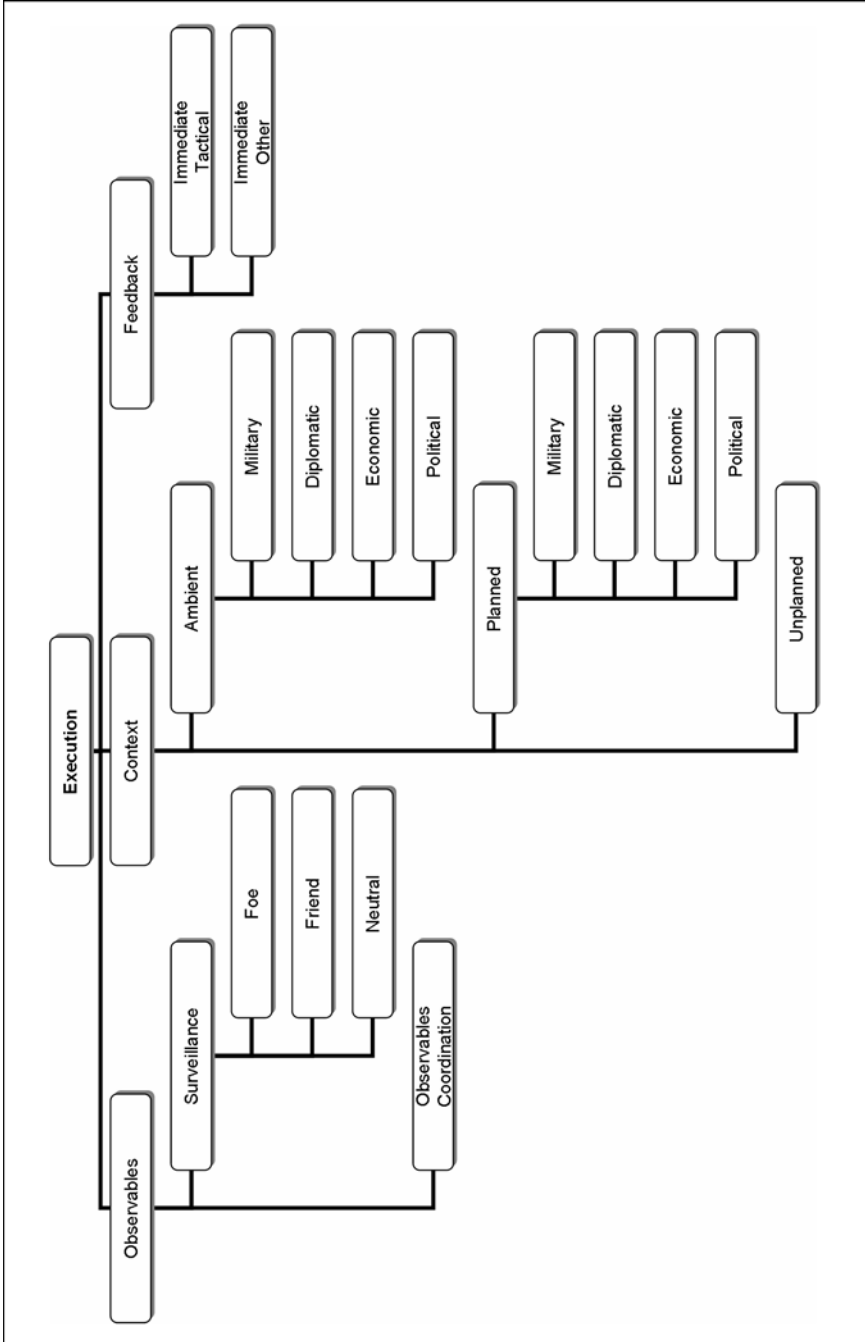 Execution
Observables
Surveillance
Foe
Friend
Neutral
Observables
Coordination
Context
Ambient
Military
Diplomatic
Economic
Political
Planned
Military
Diplomatic
Economic
Political
Unplanned
Feedback
Immediate
Tactical
Immediate
Other